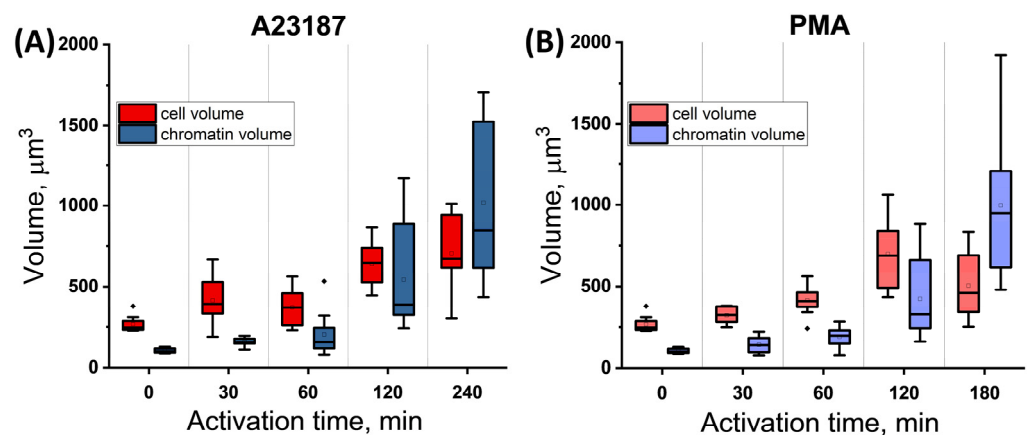 (A)
A23187
2000
1500
1000
500
0
Volume, μm³
cell volume
chromatin volume
0 30 60 120 240
Activation time, min
(B)
PMA
2000
1500
1000
500
0
Volume, μm³
cell volume
chromatin volume
0 30 60 120 180
Activation time, min